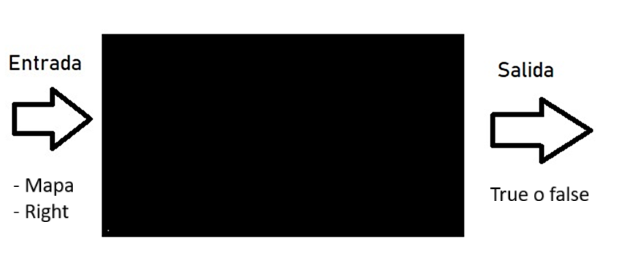 Entrada
- Mapa
- Right
Salida
True o false